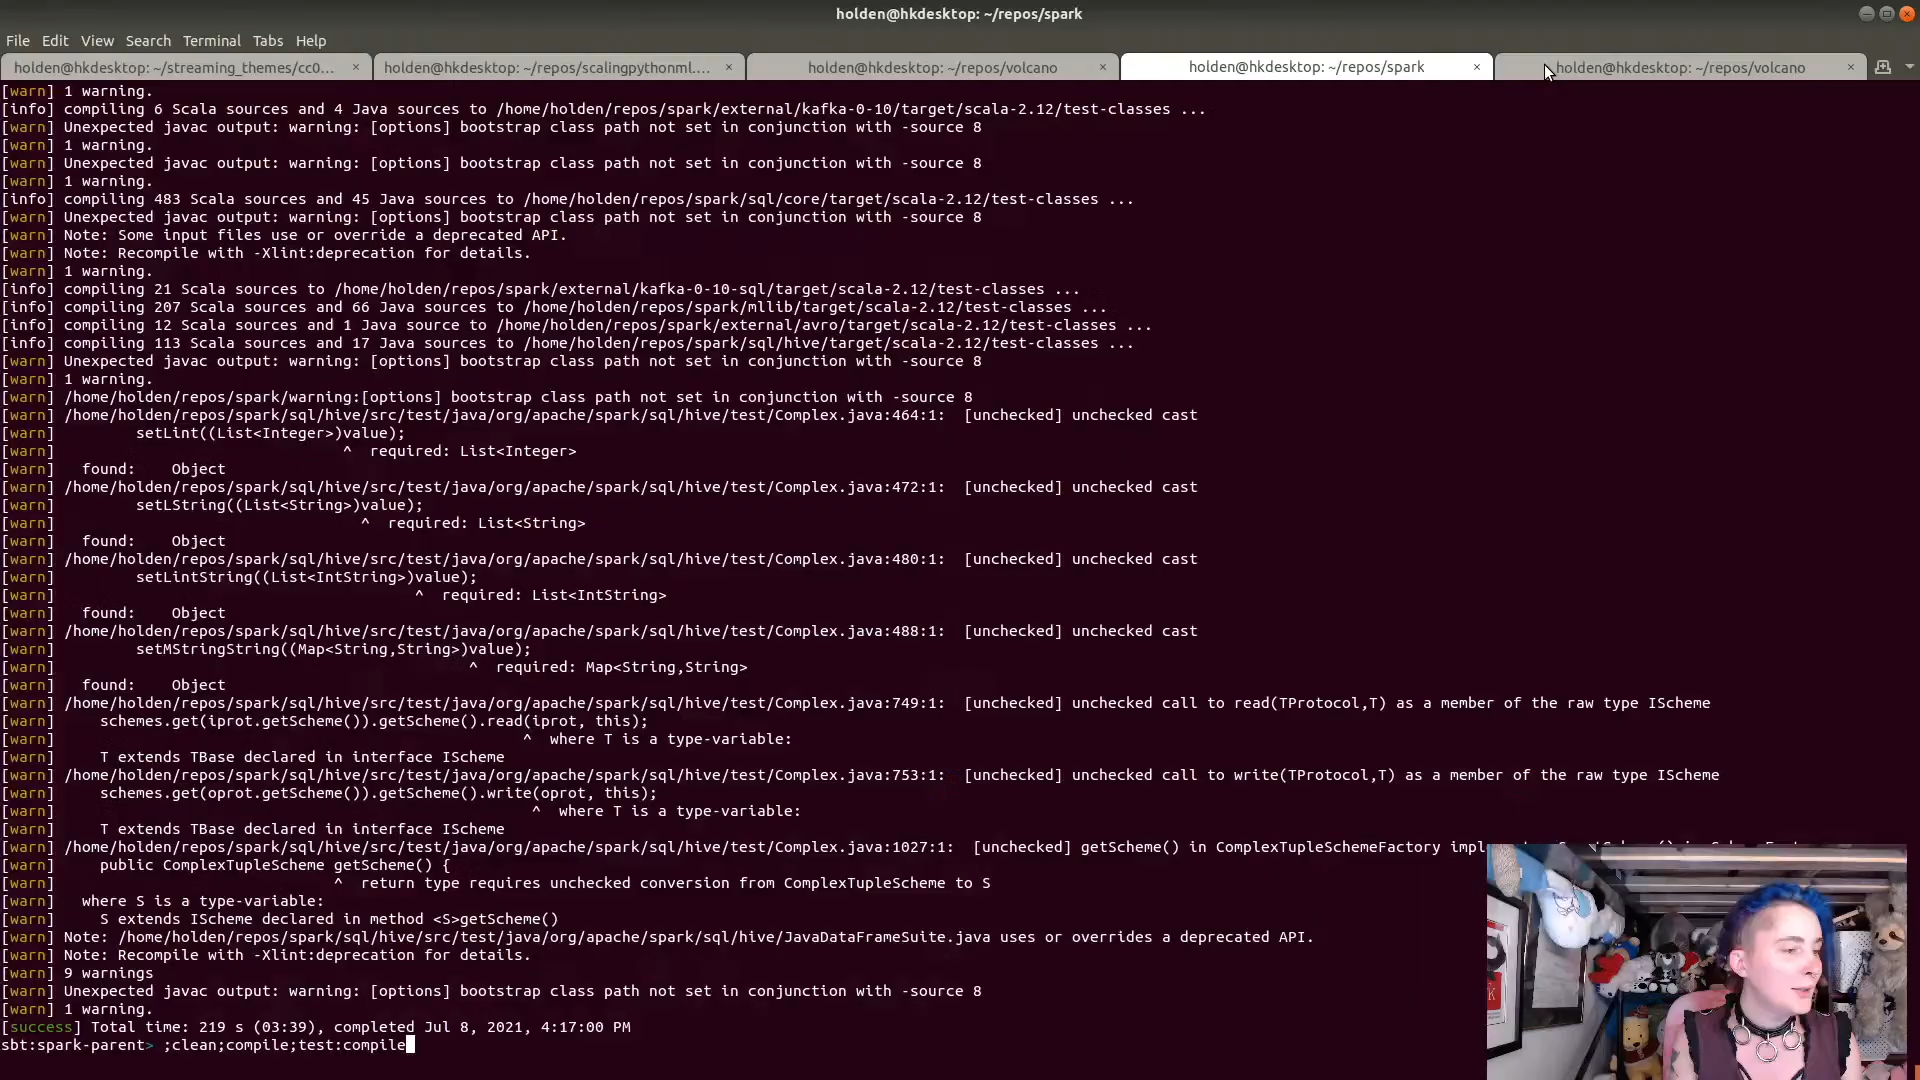 holden@hkdesktop: ~/repos/spark
File Edit View Search Terminal Tabs Help
holden@hkdesktop: ~/streaming_themes/cc0... × holden@hkdesktop: ~/repos/scalingpythonml.... × holden@hkdesktop: ~/repos/volcano × holden@hkdesktop: ~/repos/spark × holden@hkdesktop: ~/repos/volcano ×
[warn] 1 warning.
[info] compiling 6 Scala sources and 4 Java sources to /home/holden/repos/spark/external/kafka-0-10/target/scala-2.12/test-classes ...
[warn] Unexpected javac output: warning: [options] bootstrap class path not set in conjunction with -source 8
[warn] 1 warning.
[warn] Unexpected javac output: warning: [options] bootstrap class path not set in conjunction with -source 8
[warn] 1 warning.
[info] compiling 483 Scala sources and 45 Java sources to /home/holden/repos/spark/sql/core/target/scala-2.12/test-classes ...
[warn] Unexpected javac output: warning: [options] bootstrap class path not set in conjunction with -source 8
[warn] Note: Some input files use or override a deprecated API.
[warn] Note: Recompile with -Xlint:deprecation for details.
[warn] 1 warning.
[info] compiling 21 Scala sources to /home/holden/repos/spark/external/kafka-0-10-sql/target/scala-2.12/test-classes ...
[info] compiling 207 Scala sources and 66 Java sources to /home/holden/repos/spark/mllib/target/scala-2.12/test-classes ...
[info] compiling 12 Scala sources and 1 Java source to /home/holden/repos/spark/external/avro/target/scala-2.12/test-classes ...
[info] compiling 113 Scala sources and 17 Java sources to /home/holden/repos/spark/sql/hive/target/scala-2.12/test-classes ...
[warn] Unexpected javac output: warning: [options] bootstrap class path not set in conjunction with -source 8
[warn] 1 warning.
[warn] /home/holden/repos/spark/warning:[options] bootstrap class path not set in conjunction with -source 8
[warn] /home/holden/repos/spark/sql/hive/src/test/java/org/apache/spark/sql/hive/test/Complex.java:464:1:  [unchecked] unchecked cast
[warn]         setLint((List<Integer>)value);
[warn]                                ^  required: List<Integer>
[warn]   found:    Object
[warn] /home/holden/repos/spark/sql/hive/src/test/java/org/apache/spark/sql/hive/test/Complex.java:472:1:  [unchecked] unchecked cast
[warn]         setLString((List<String>)value);
[warn]                                  ^  required: List<String>
[warn]   found:    Object
[warn] /home/holden/repos/spark/sql/hive/src/test/java/org/apache/spark/sql/hive/test/Complex.java:480:1:  [unchecked] unchecked cast
[warn]         setLintString((List<IntString>)value);
[warn]                                        ^  required: List<IntString>
[warn]   found:    Object
[warn] /home/holden/repos/spark/sql/hive/src/test/java/org/apache/spark/sql/hive/test/Complex.java:488:1:  [unchecked] unchecked cast
[warn]         setMStringString((Map<String,String>)value);
[warn]                                              ^  required: Map<String,String>
[warn]   found:    Object
[warn] /home/holden/repos/spark/sql/hive/src/test/java/org/apache/spark/sql/hive/test/Complex.java:749:1:  [unchecked] unchecked call to read(TProtocol,T) as a member of the raw type IScheme
[warn]     schemes.get(iprot.getScheme()).getScheme().read(iprot, this);
[warn]                                                    ^  where T is a type-variable:
[warn]     T extends TBase declared in interface IScheme
[warn] /home/holden/repos/spark/sql/hive/src/test/java/org/apache/spark/sql/hive/test/Complex.java:753:1:  [unchecked] unchecked call to write(TProtocol,T) as a member of the raw type IScheme
[warn]     schemes.get(oprot.getScheme()).getScheme().write(oprot, this);
[warn]                                                     ^  where T is a type-variable:
[warn]     T extends TBase declared in interface IScheme
[warn] /home/holden/repos/spark/sql/hive/src/test/java/org/apache/spark/sql/hive/test/Complex.java:1027:1:  [unchecked] getScheme() in ComplexTupleSchemeFactory
[warn]     public ComplexTupleScheme getScheme() {
[warn]                               ^  return type requires unchecked conversion from ComplexTupleScheme to S
[warn]   where S is a type-variable:
[warn]     S extends IScheme declared in method <S>getScheme()
[warn] Note: /home/holden/repos/spark/sql/hive/src/test/java/org/apache/spark/sql/hive/JavaDataFrameSuite.java uses or overrides a deprecated API.
[warn] Note: Recompile with -Xlint:deprecation for details.
[warn] 9 warnings
[warn] Unexpected javac output: warning: [options] bootstrap class path not set in conjunction with -source 8
[warn] 1 warning.
[success] Total time: 219 s (03:39), completed Jul 8, 2021, 4:17:00 PM
sbt:spark-parent> ;clean;compile;test:compile